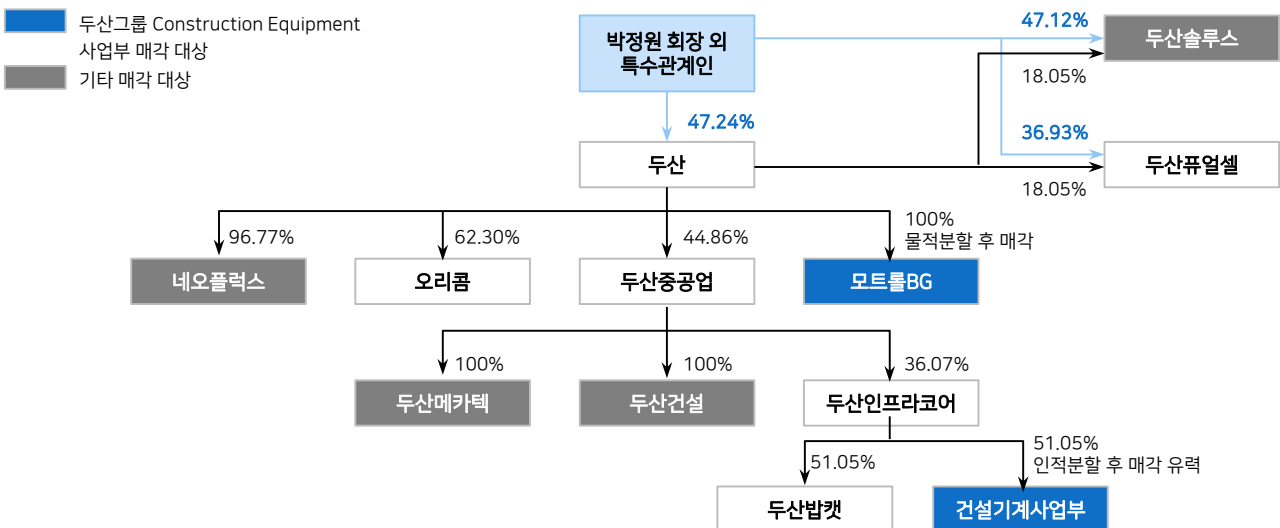 두산그룹 Construction Equipment
사업부 매각 대상
기타 매각 대상
박정원 회장 외
특수관계인
47.12%
두산솔루스
18.05%
47.24%
36.93%
두산
두산퓨얼셀
18.05%
96.77%
62.30%
44.86%
100%
물적분할 후 매각
네오플럭스
오리콤
두산중공업
모트롤BG
100%
100%
36.07%
두산메카텍
두산건설
두산인프라코어
51.05%
51.05%
인적분할 후 매각 유력
두산밥캣
건설기계사업부